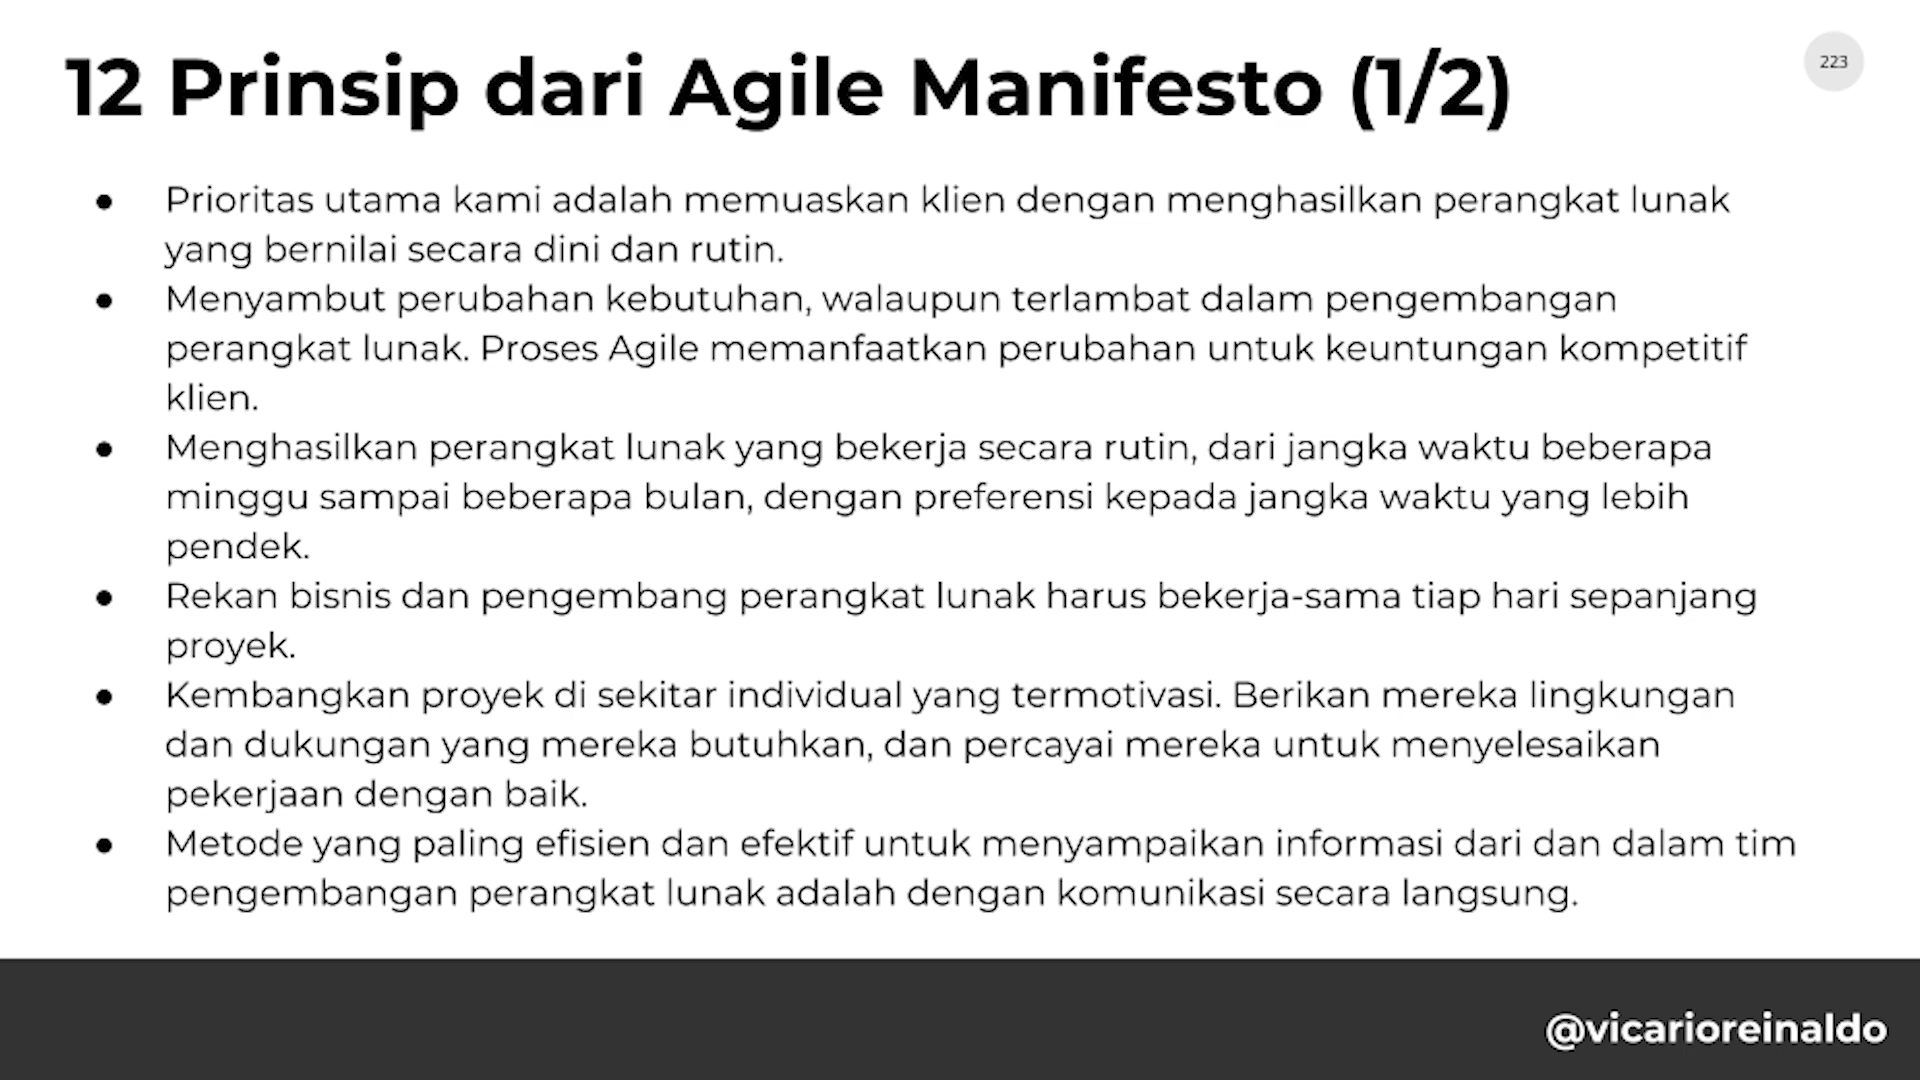 12 Prinsip dari Agile Manifesto (1/2)
223
● Prioritas utama kami adalah memuaskan klien dengan menghasilkan perangkat lunak
yang bernilai secara dini dan rutin.
● Menyambut perubahan kebutuhan, walaupun terlambat dalam pengembangan
perangkat lunak. Proses Agile memanfaatkan perubahan untuk keuntungan kompetitif
klien.
● Menghasilkan perangkat lunak yang bekerja secara rutin, dari jangka waktu beberapa
minggu sampai beberapa bulan, dengan preferensi kepada jangka waktu yang lebih
pendek.
● Rekan bisnis dan pengembang perangkat lunak harus bekerja-sama tiap hari sepanjang
proyek.
● Kembangkan proyek di sekitar individual yang termotivasi. Berikan mereka lingkungan
dan dukungan yang mereka butuhkan, dan percayai mereka untuk menyelesaikan
pekerjaan dengan baik.
● Metode yang paling efisien dan efektif untuk menyampaikan informasi dari dan dalam tim
pengembangan perangkat lunak adalah dengan komunikasi secara langsung.
@vicarioreinaldo